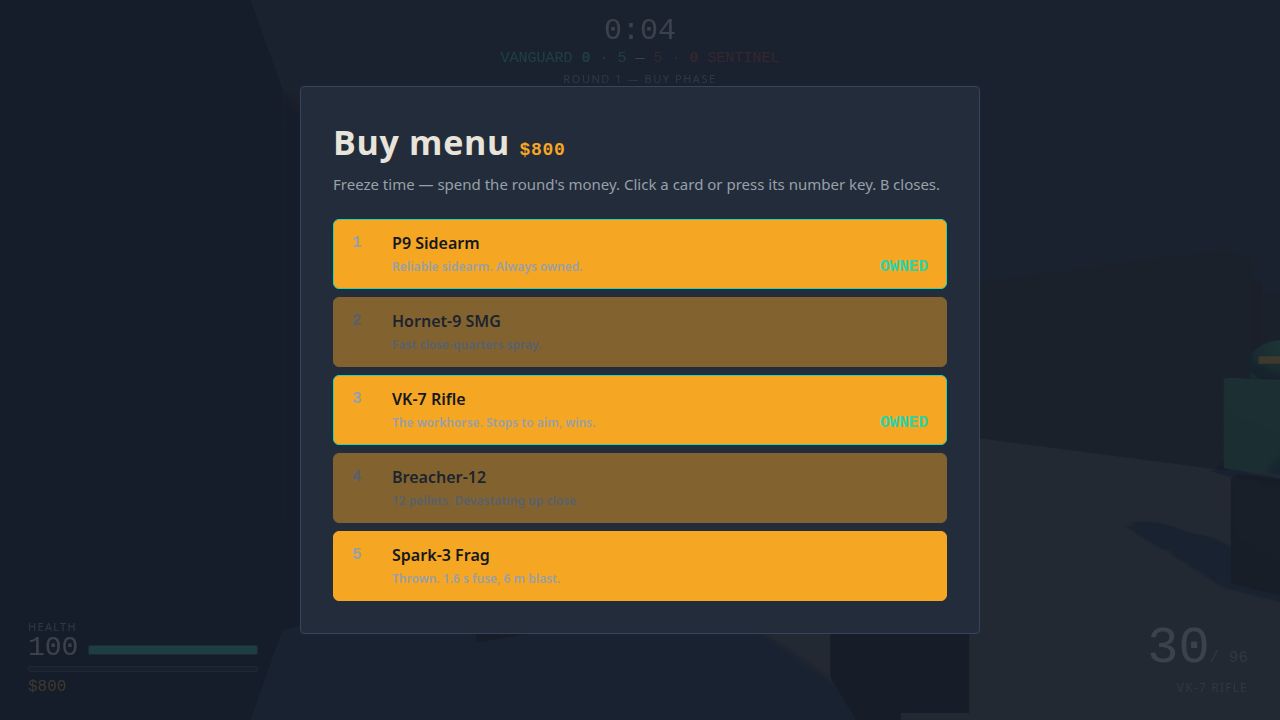 0:04
VANGUARD 0 · 5 — 5 · 0 SENTINEL
ROUND 1 — BUY PHASE
Buy menu $800
Freeze time — spend the round's money. Click a card or press its number key. B closes.
1 P9 Sidearm
Reliable sidearm. Always owned. OWNED
2 Hornet-9 SMG
Fast close-quarters spray.
3 VK-7 Rifle
The workhorse. Stops to aim, wins. OWNED
4 Breacher-12
12 pellets. Devastating up close.
5 Spark-3 Frag
Thrown. 1.6 s fuse, 6 m blast.
HEALTH
100
$800
30 / 96
VK-7 RIFLE